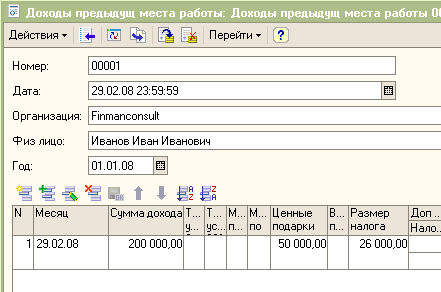 Доходы предыдущ места работы: Доходы предыдущ места работы 00
Действия Перейти ?
Номер: 00001
Дата: 29.02.08 23:59:59
Организация: Finmanconsult
Физ лицо: Иванов Иван Иванович
Год: 01.01.08
N Месяц Сумма дохода Т... Т... М... М... Ценные В... Размер Доп
у... ус... п... по подарки п... налога Нало...
1 29.02.08 200 000,00 50 000,00 26 000,00